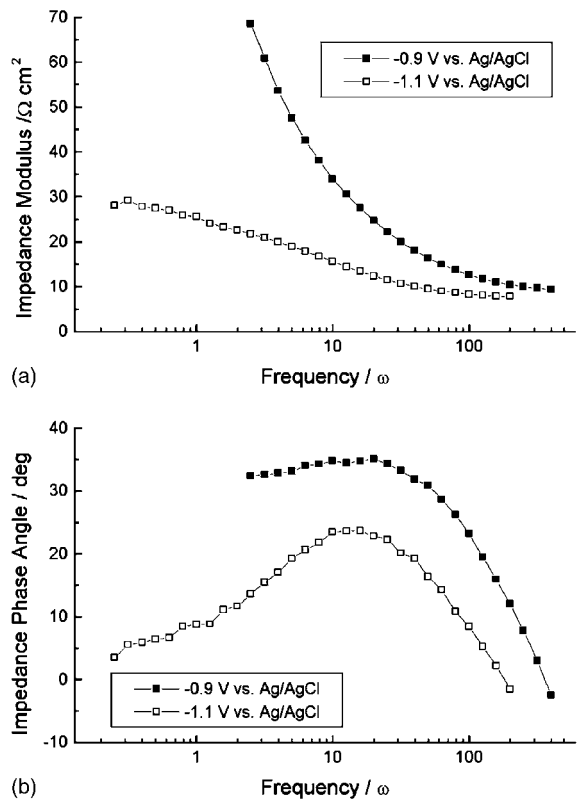 70
60
50
40
30
20
10
0
Impedance Modulus /Ω cm²
-0.9 V vs. Ag/AgCl
-1.1 V vs. Ag/AgCl
1
10
100
Frequency / ω
(a)
40
30
20
10
0
-10
Impedance Phase Angle / deg
-0.9 V vs. Ag/AgCl
-1.1 V vs. Ag/AgCl
1
10
100
Frequency / ω
(b)